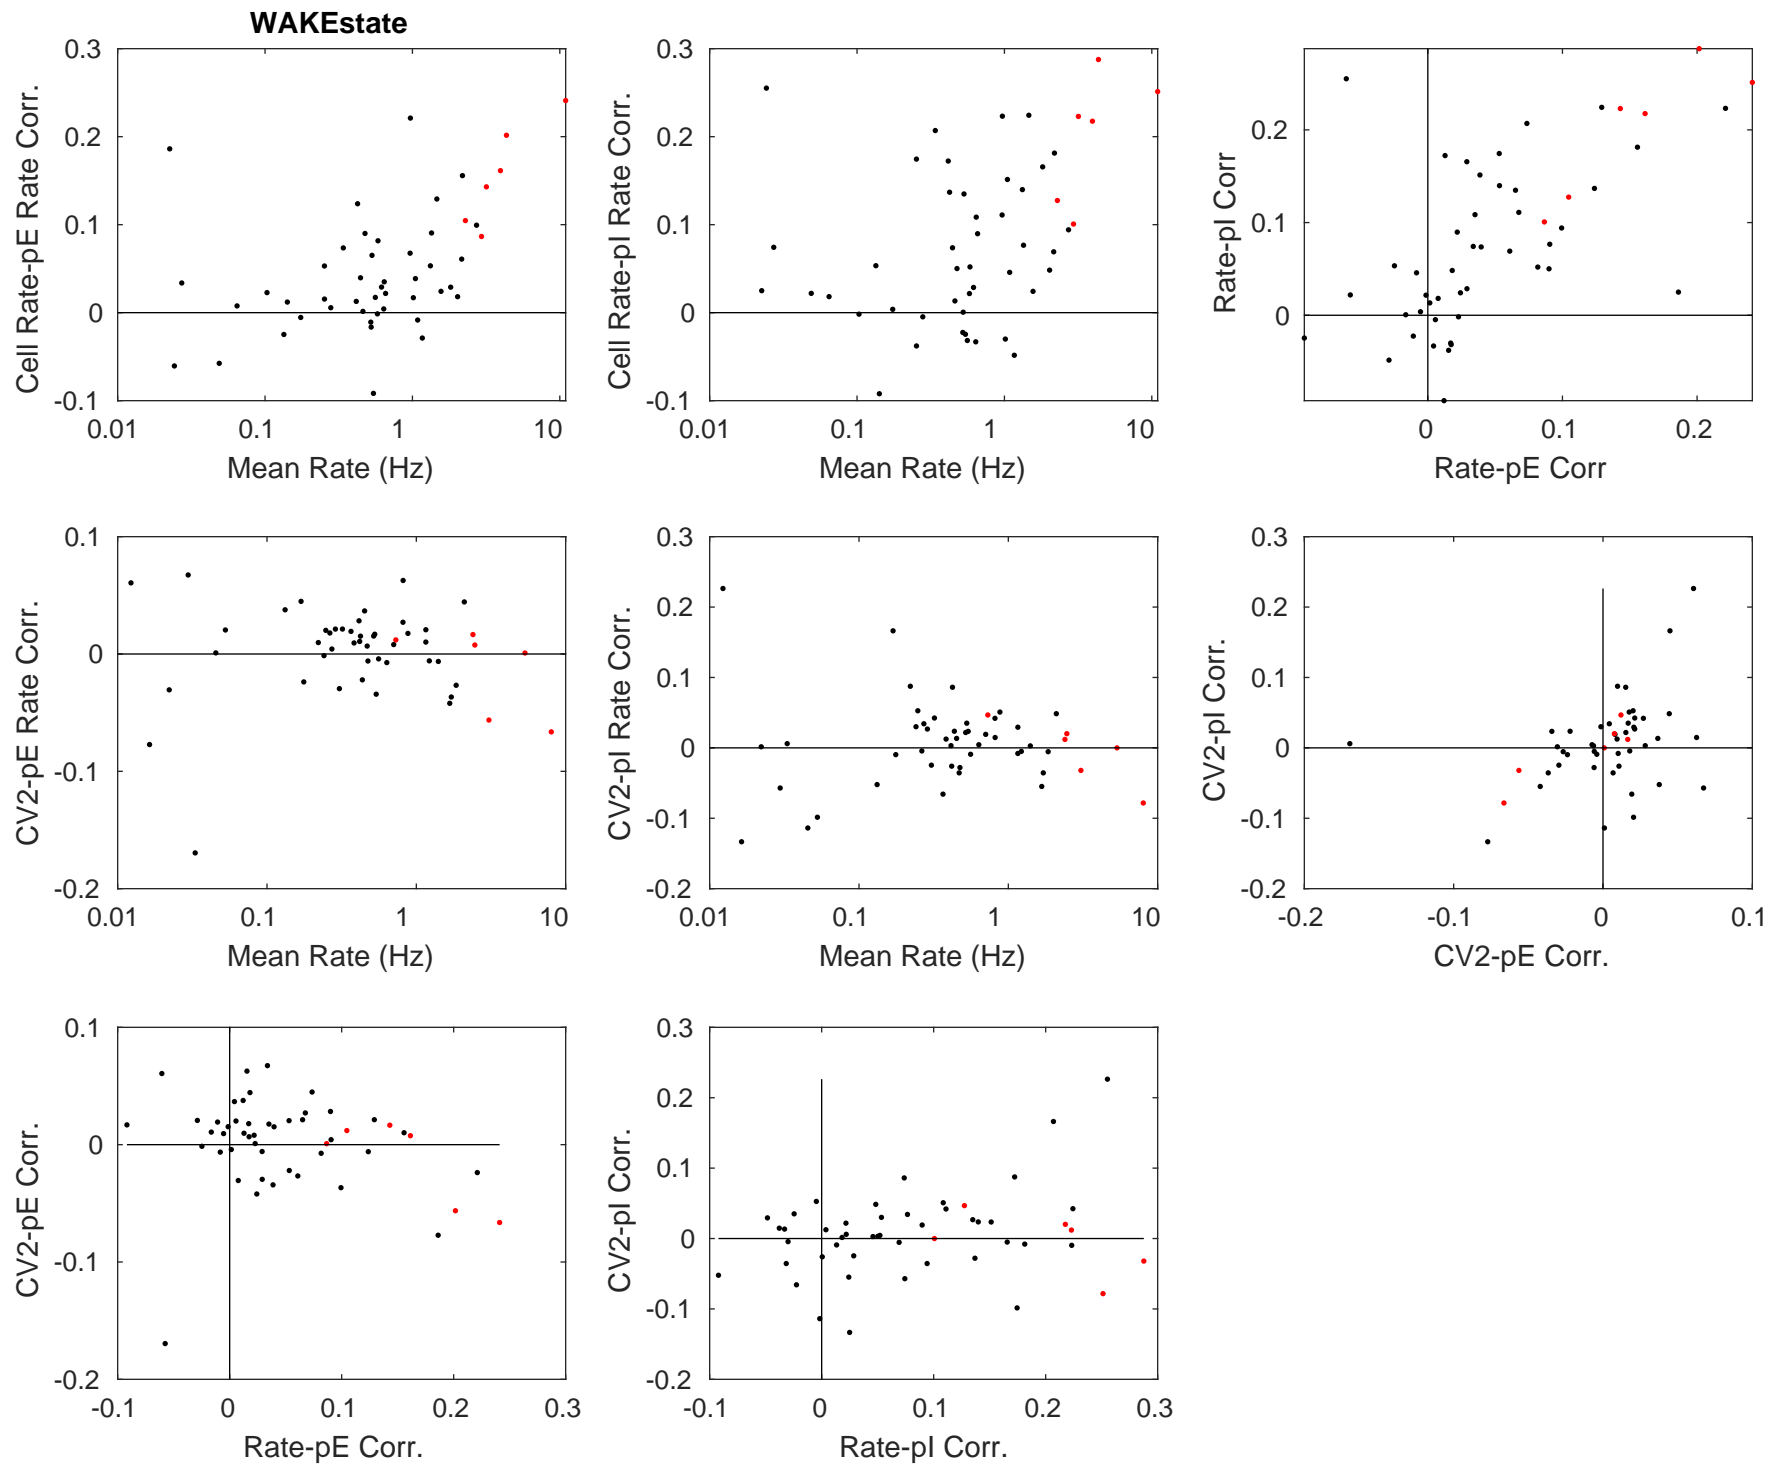 WAKEstate
0.3
0.2
0.1
0
-0.1
Cell Rate-pE Rate Corr.
0.01 0.1 1 10
Mean Rate (Hz)
0.3
0.2
0.1
0
-0.1
Cell Rate-pI Rate Corr.
0.01 0.1 1 10
Mean Rate (Hz)
0.2
0.1
0
Rate-pI Corr
0 0.1 0.2
Rate-pE Corr
0.1
0
-0.1
-0.2
CV2-pE Rate Corr.
0.01 0.1 1 10
Mean Rate (Hz)
0.3
0.2
0.1
0
-0.1
-0.2
CV2-pI Rate Corr.
0.01 0.1 1 10
Mean Rate (Hz)
0.3
0.2
0.1
0
-0.1
-0.2
CV2-pI Corr.
-0.2 -0.1 0 0.1
CV2-pE Corr.
0.1
0
-0.1
-0.2
CV2-pE Corr.
-0.1 0 0.1 0.2 0.3
Rate-pE Corr.
0.3
0.2
0.1
0
-0.1
-0.2
CV2-pI Corr.
-0.1 0 0.1 0.2 0.3
Rate-pI Corr.